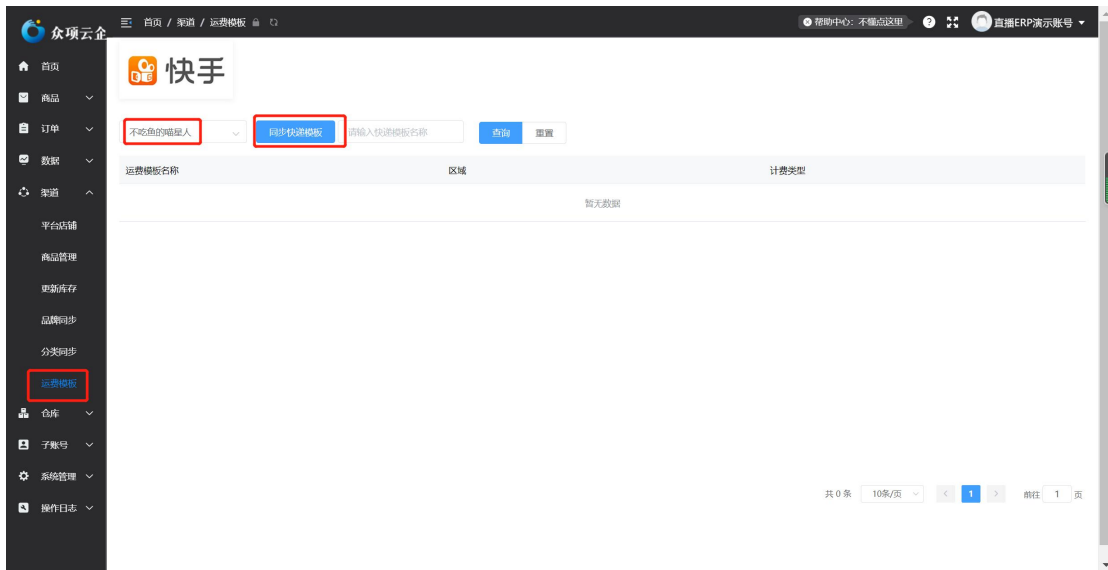 众项云企
首页 / 渠道 / 运费模板
帮助中心：不懂点这里
直播ERP演示账号
首页
商品
订单
数据
渠道
平台店铺
商品管理
更新库存
品牌同步
分类同步
运费模板
仓库
子账号
系统管理
操作日志
快手
不吃鱼的喵星人 同步快递模板 请输入快递模板名称 查询 重置
运费模板名称 区域 计费类型
暂无数据
共 0 条 10条/页 1 前往 1 页